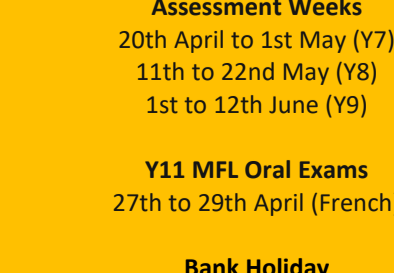 Assessment Weeks
20th April to 1st May (Y7)
11th to 22nd May (Y8)
1st to 12th June (Y9)
Y11 MFL Oral Exams
27th to 29th April (French
Bank Holiday